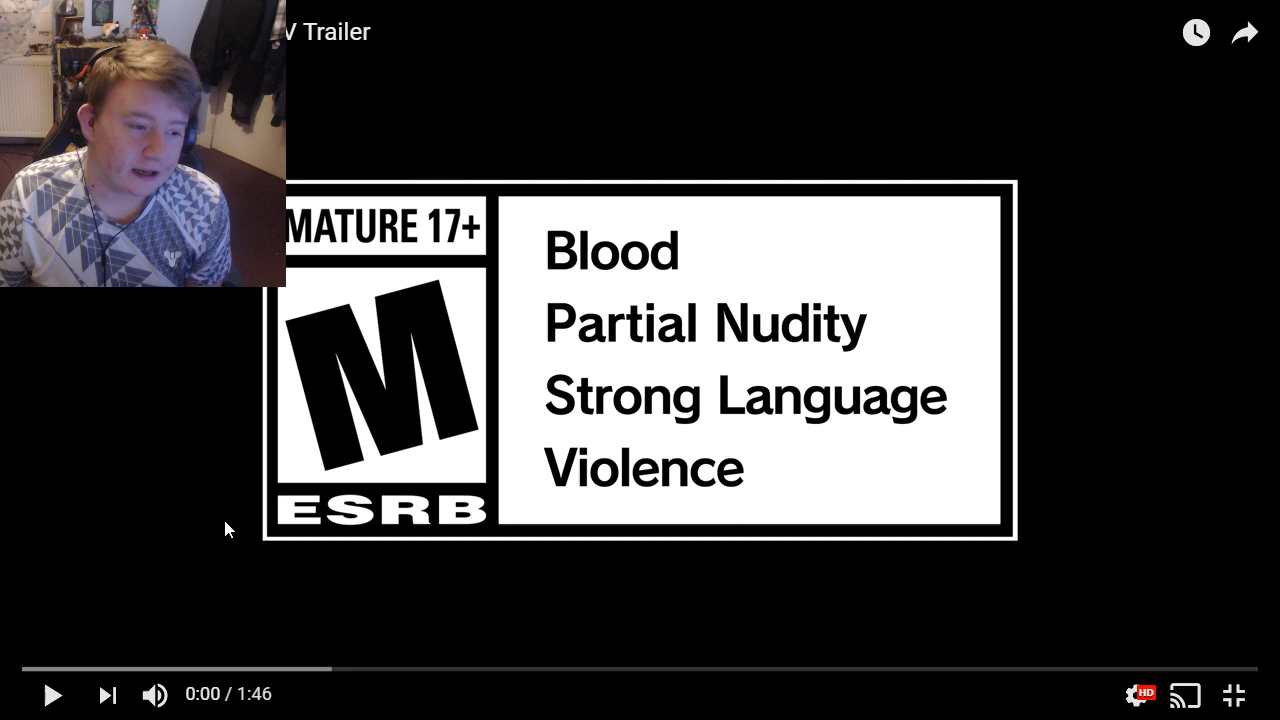 V Trailer
MATURE 17+
Blood
Partial Nudity
Strong Language
Violence
M
ESRB
0:00 / 1:46
HD